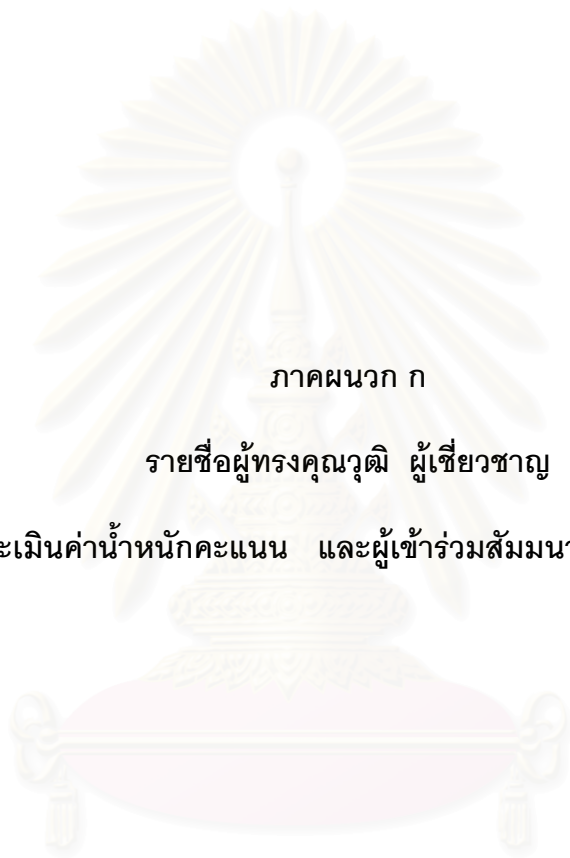 ภาคผนวก ก
รายชื่อผู้ทรงคุณวุฒิ ผู้เชี่ยวชาญ
ะเมินค่าน้ำหนักคะแนน และผู้เข้าร่วมสัมมนา